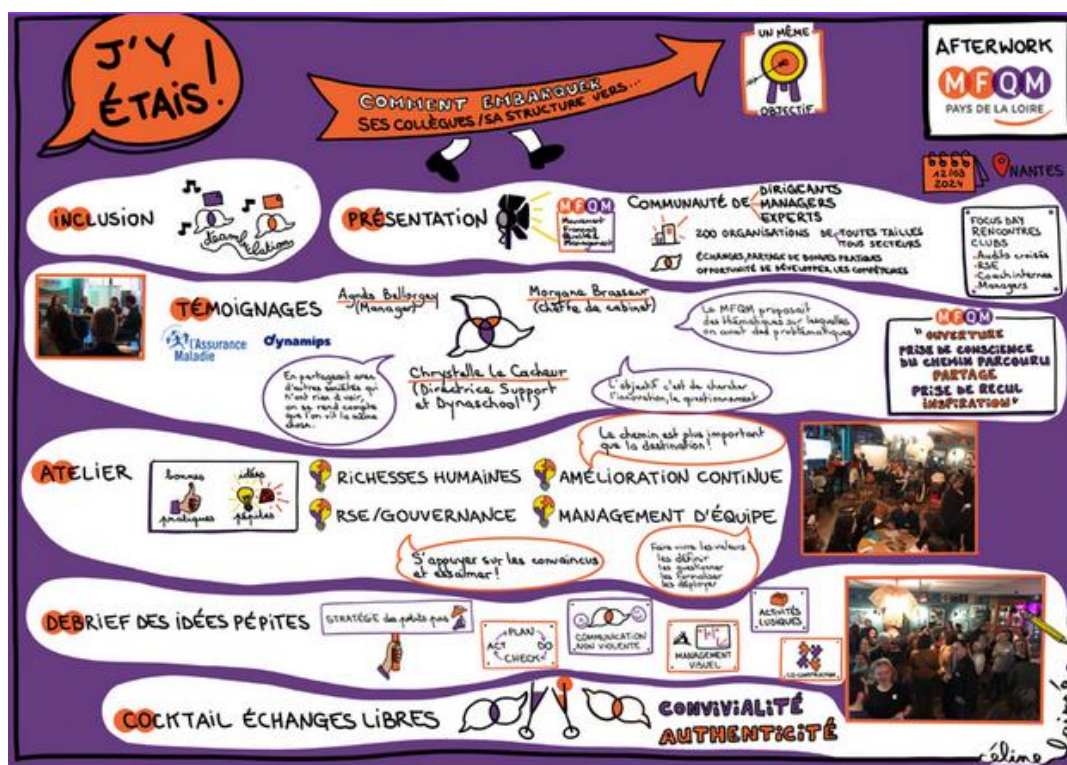 J'Y
ÉTAIS!
COMMENT EMBARQUER
SES COLLÈGUES/SA STRUCTURE VERS...
UN MÊME
OBJECTIF
AFTERWORK
MFQM
PAYS DE LA LOIRE
12/03
2024
NANTES
INCLUSION
PRÉSENTATION
MFQM
Mouvement
Français
Qualité
Management
COMMUNAUTÉ DE
DIRIGEANTS
MANAGERS
EXPERTS
200 ORGANISATIONS DE TOUTES TAILLES
TOUS SECTEURS
ÉCHANGES, PARTAGE DE BONNES PRATIQUES
OPPORTUNITÉ DE DÉVELOPPER LES COMPÉTENCES
FOCUS DAY
RENCONTRES
CLUBS
-Audits croisés
-RSE
-Coach internes
-Managers
TÉMOIGNAGES
l'Assurance
Maladie
dynamips
Agnès Bellorgey
(Manager)
Morgane Brasseur
(cheffe de cabinet)
Chrystelle Le Cacheur
(Directrice Support
et Dynaschool)
En partageant avec
d'autres sociétés qui
n'ont rien à voir,
on se rend compte
que l'on vit la même
chose.
Le MFQM proposait
des thématiques sur lesquelles
on avait des problématiques
L'objectif c'est de chercher
l'innovation, le questionnement
MFQM
"OUVERTURE
PRISE DE CONSCIENCE
DU CHEMIN PARCOURU
PARTAGE
PRISE DE RECUL
INSPIRATION"
ATELIER
bonnes
pratiques
idées
pépites
RICHESSES HUMAINES
RSE/GOUVERNANCE
AMÉLIORATION CONTINUE
MANAGEMENT D'ÉQUIPE
Le chemin est plus important
que la destination!
S'appuyer sur les convaincus
et essaimer!
Faire vivre les valeurs
les définir
les questionner
les formaliser
les déployer
DEBRIEF DES IDÉES PÉPITES
STRATÉGIE des petits pas
PLAN
DO
CHECK
ACT
COMMUNICATION
NON VIOLENTE
MANAGEMENT
VISUEL
ACTIVITÉS
LUDIQUES
CO-CONSTRUCTION
COCKTAIL ÉCHANGES LIBRES
CONVIVIALITÉ
AUTHENTICITÉ
céline